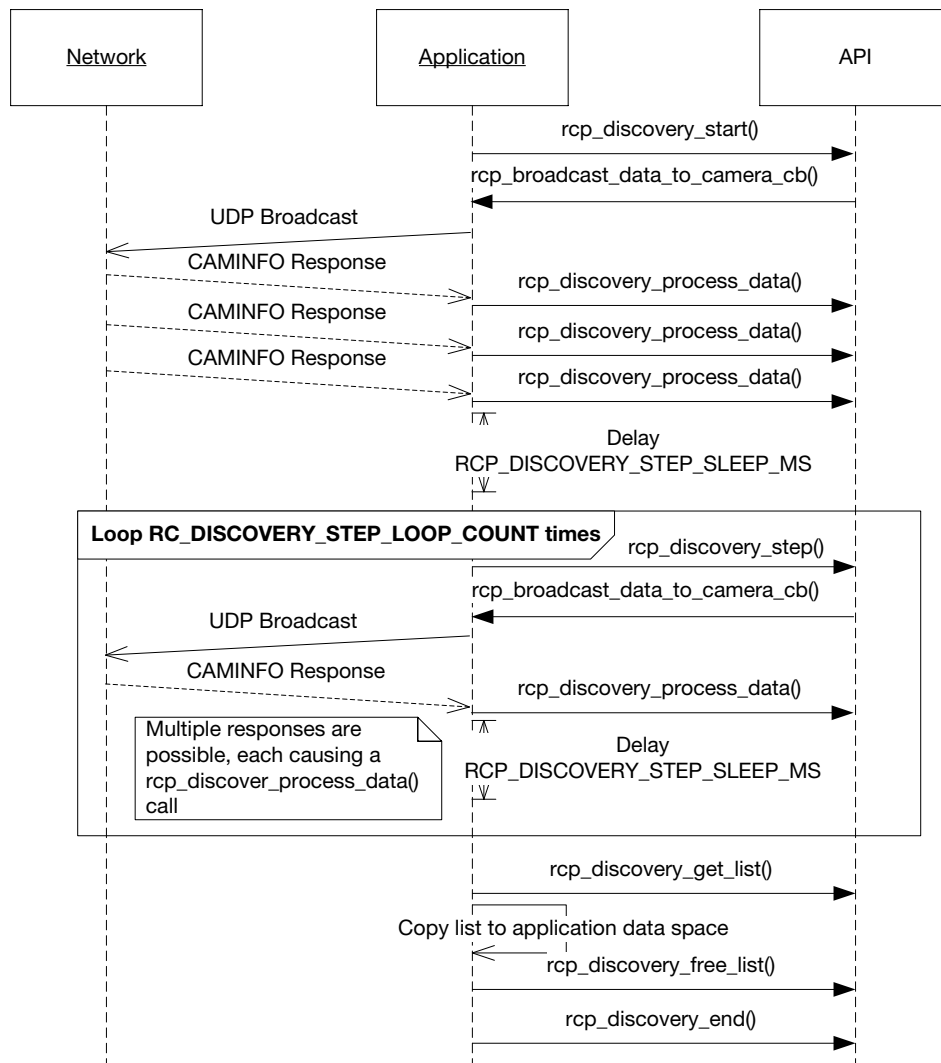 Network
Application
API
rcp_discovery_start()
rcp_broadcast_data_to_camera_cb()
UDP Broadcast
CAMINFO Response
rcp_discovery_process_data()
CAMINFO Response
rcp_discovery_process_data()
CAMINFO Response
rcp_discovery_process_data()
Delay
RCP_DISCOVERY_STEP_SLEEP_MS
Loop RC_DISCOVERY_STEP_LOOP_COUNT times
rcp_discovery_step()
rcp_broadcast_data_to_camera_cb()
UDP Broadcast
CAMINFO Response
rcp_discovery_process_data()
Multiple responses are
possible, each causing a
rcp_discover_process_data()
call
Delay
RCP_DISCOVERY_STEP_SLEEP_MS
rcp_discovery_get_list()
Copy list to application data space
rcp_discovery_free_list()
rcp_discovery_end()